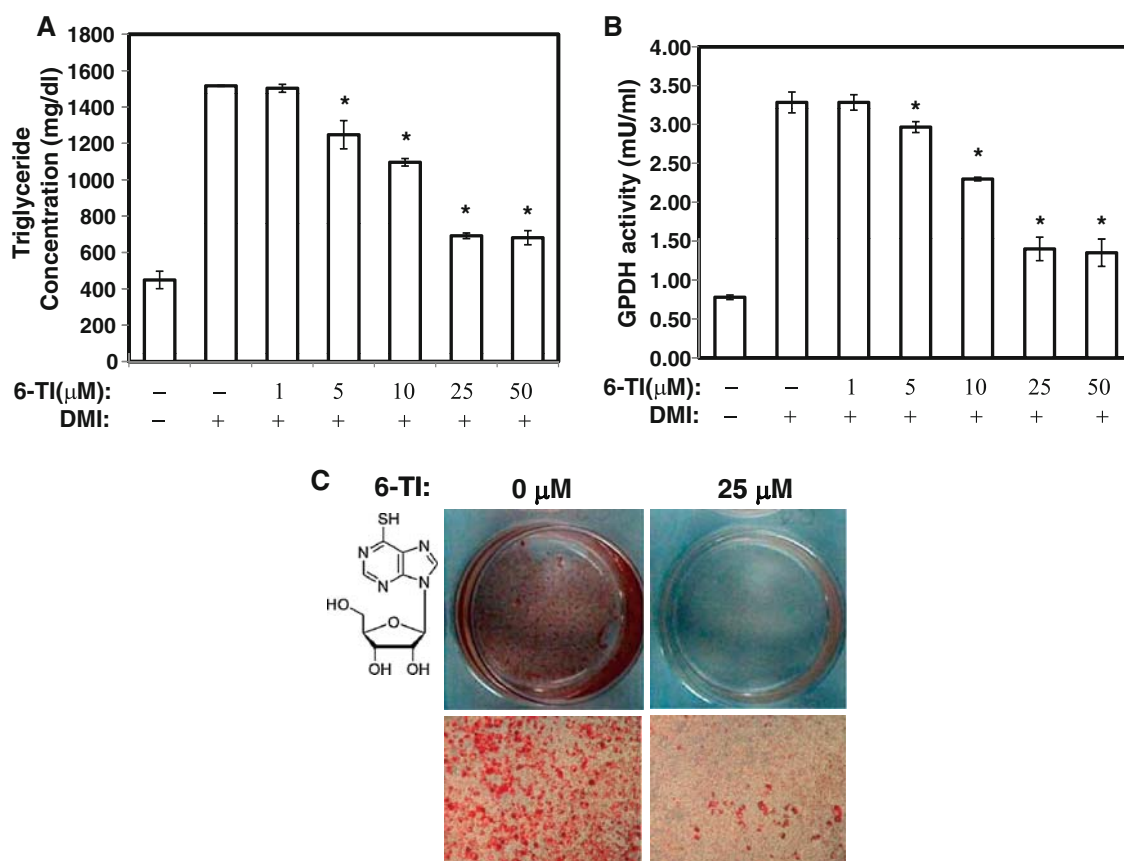 A
Triglyceride
Concentration (mg/dl)
1800
1600
1400
1200
1000
800
600
400
200
0
* * * *
6-TI(μM): – – 1 5 10 25 50
DMI: – + + + + + +
B
GPDH activity (mU/ml)
4.00
3.50
3.00
2.50
2.00
1.50
1.00
0.50
0.00
* * * *
6-TI(μM): – – 1 5 10 25 50
DMI: – + + + + + +
C 6-TI: 0 μM 25 μM
SH
N N
N N
HO
O
OH OH